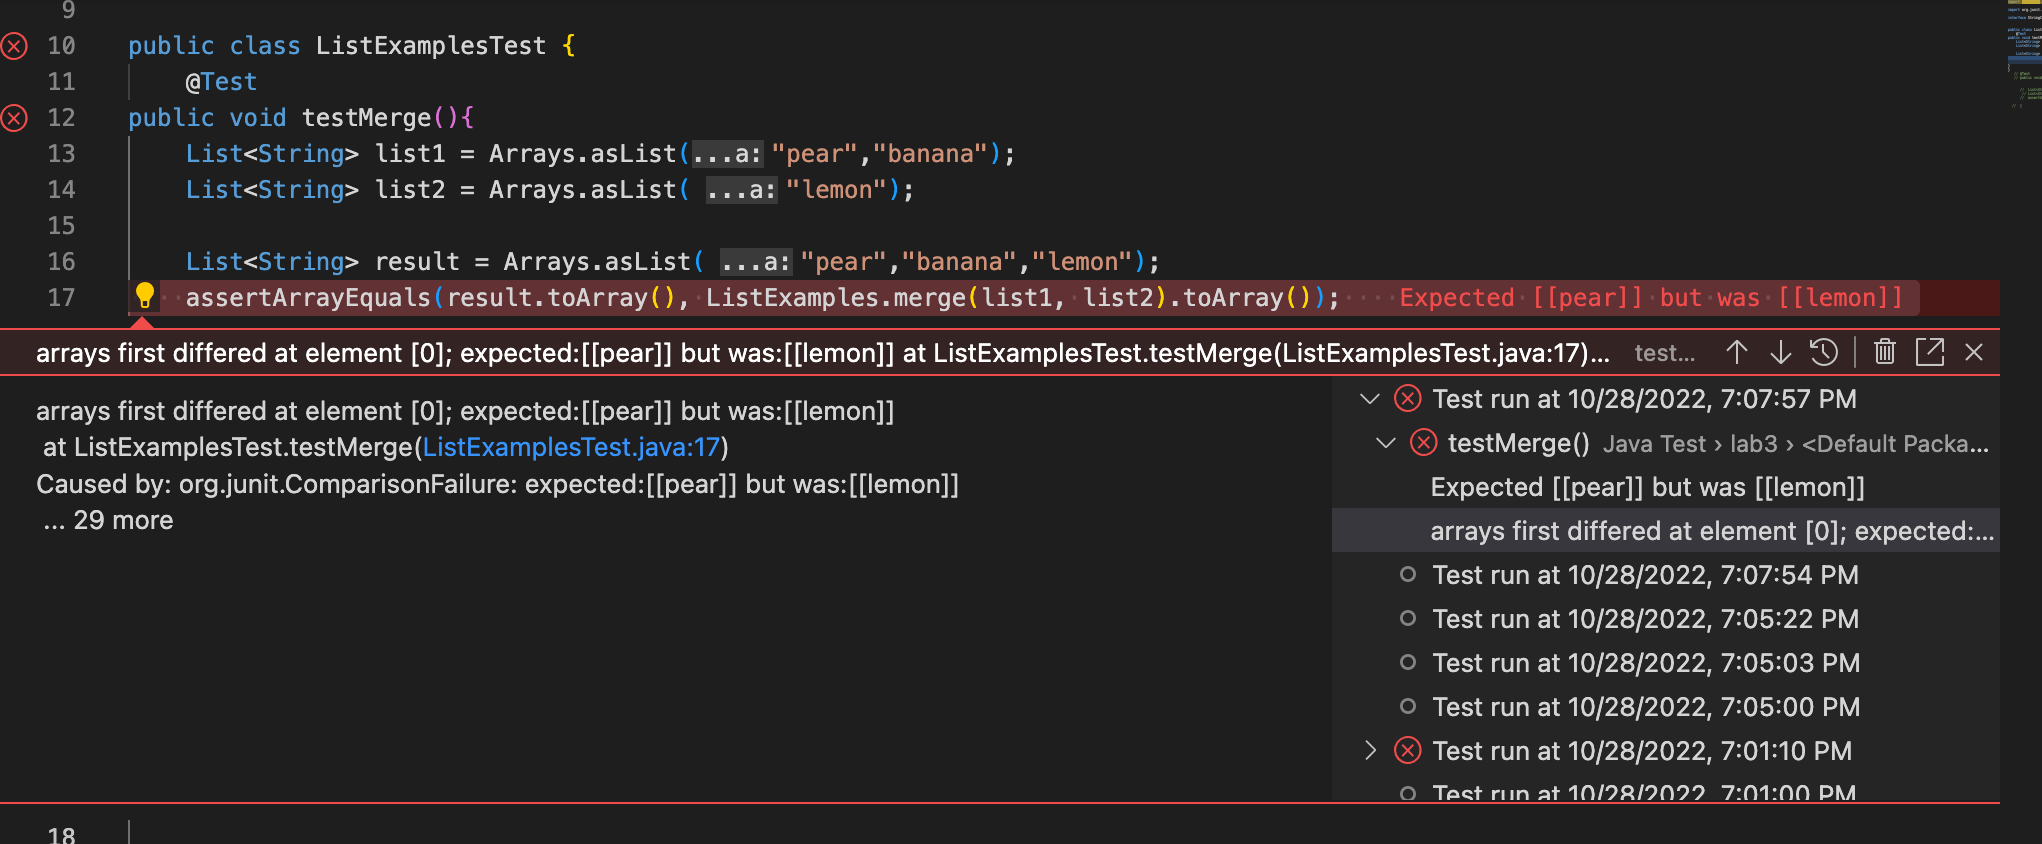 9
10 public class ListExamplesTest {
11 @Test
12 public void testMerge(){
13 List<String> list1 = Arrays.asList(...a: "pear","banana");
14 List<String> list2 = Arrays.asList( ...a: "lemon");
15
16 List<String> result = Arrays.asList( ...a: "pear","banana","lemon");
17 assertArrayEquals(result.toArray(), ListExamples.merge(list1, list2).toArray()); Expected [[pear]] but was [[lemon]]
arrays first differed at element [0]; expected:[[pear]] but was:[[lemon]] at ListExamplesTest.testMerge(ListExamplesTest.java:17)... test...
arrays first differed at element [0]; expected:[[pear]] but was:[[lemon]]
at ListExamplesTest.testMerge(ListExamplesTest.java:17)
Caused by: org.junit.ComparisonFailure: expected:[[pear]] but was:[[lemon]]
... 29 more
Test run at 10/28/2022, 7:07:57 PM
testMerge() Java Test › lab3 › <Default Packa...
Expected [[pear]] but was [[lemon]]
arrays first differed at element [0]; expected:...
Test run at 10/28/2022, 7:07:54 PM
Test run at 10/28/2022, 7:05:22 PM
Test run at 10/28/2022, 7:05:03 PM
Test run at 10/28/2022, 7:05:00 PM
Test run at 10/28/2022, 7:01:10 PM
Test run at 10/28/2022, 7:01:00 PM
18